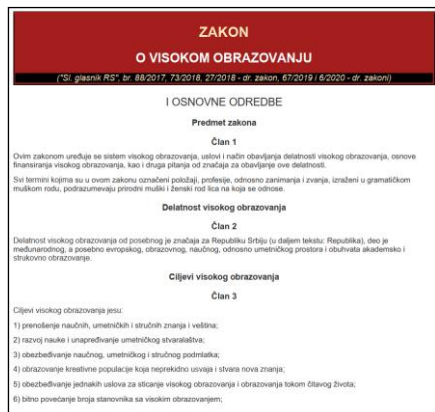 ZAKON
O VISOKOM OBRAZOVANJU
("Sl. glasnik RS", br. 88/2017, 73/2018, 27/2018 - dr. zakon, 67/2019 i 6/2020 - dr. zakoni)
I OSNOVNE ODREDBE
Predmet zakona
Član 1
Ovim zakonom uređuje se sistem visokog obrazovanja, uslovi i način obavljanja delatnosti visokog obrazovanja, osnove
finansiranja visokog obrazovanja, kao i druga pitanja od značaja za obavljanje ove delatnosti.
Svi termini kojima su u ovom zakonu označeni položaji, profesije, odnosno zanimanja i zvanja, izraženi u gramatičkom
muškom rodu, podrazumevaju prirodni muški i ženski rod lica na koja se odnose.
Delatnost visokog obrazovanja
Član 2
Delatnost visokog obrazovanja od posebnog je značaja za Republiku Srbiju (u daljem tekstu: Republika), deo je
međunarodnog, a posebno evropskog, obrazovnog, naučnog, odnosno umetničkog prostora i obuhvata akademsko i
strukovno obrazovanje.
Ciljevi visokog obrazovanja
Član 3
Ciljevi visokog obrazovanja jesu:
1) prenošenje naučnih, umetničkih i stručnih znanja i veština;
2) razvoj nauke i unapređivanje umetničkog stvaralaštva;
3) obezbeđivanje naučnog, umetničkog i stručnog podmlatka;
4) obrazovanje kreativne populacije koja neprekidno usvaja i stvara nova znanja;
5) obezbeđivanje jednakih uslova za sticanje visokog obrazovanja i obrazovanja tokom čitavog života;
6) bitno povećanje broja stanovnika sa visokim obrazovanjem;